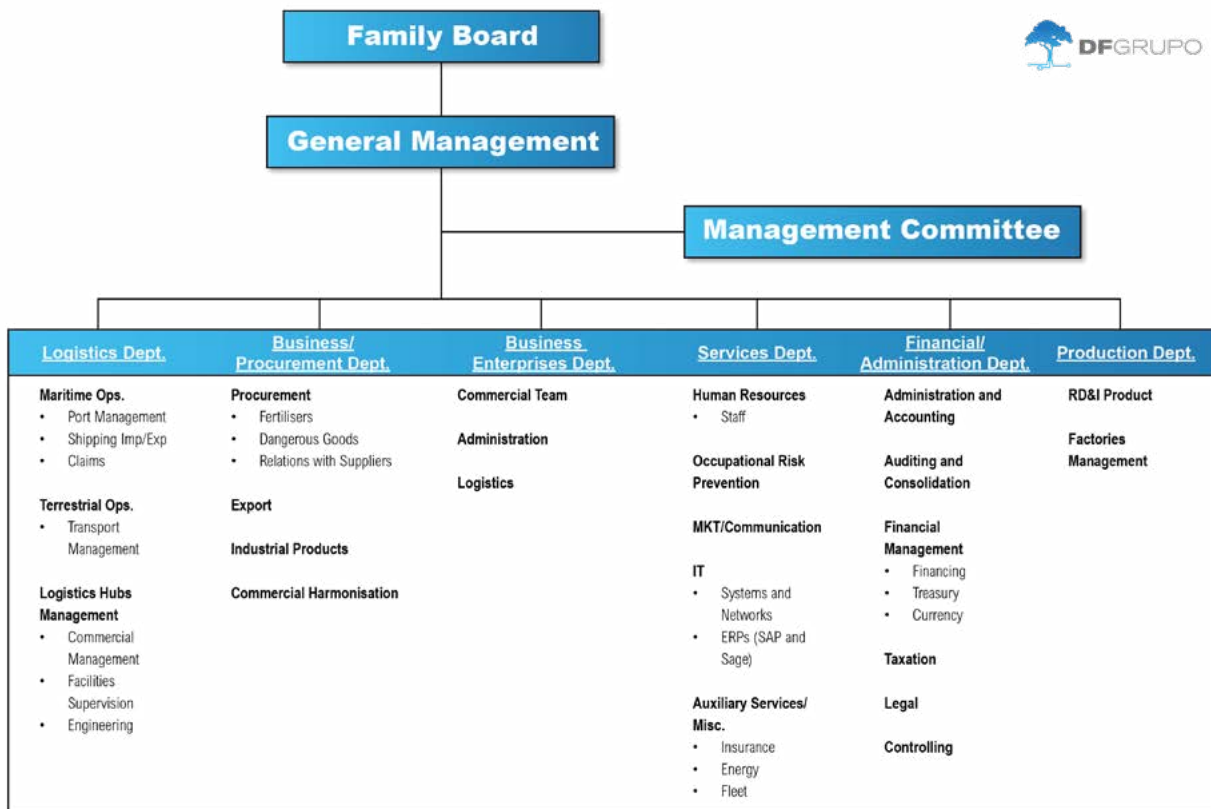 Family Board
DFGRUPO
General Management
Management Committee
Logistics Dept.
Maritime Ops.
• Port Management
• Shipping Imp/Exp
• Claims
Terrestrial Ops.
• Transport
Management
Logistics Hubs
Management
• Commercial
Management
• Facilities
Supervision
• Engineering
Business/
Procurement Dept.
Procurement
• Fertilisers
• Dangerous Goods
• Relations with Suppliers
Export
Industrial Products
Commercial Harmonisation
Business
Enterprises Dept.
Commercial Team
Administration
Logistics
Services Dept.
Human Resources
• Staff
Occupational Risk
Prevention
MKT/Communication
IT
• Systems and
Networks
• ERPs (SAP and
Sage)
Auxiliary Services/
Misc.
• Insurance
• Energy
• Fleet
Financial/
Administration Dept.
Administration and
Accounting
Auditing and
Consolidation
Financial
Management
• Financing
• Treasury
• Currency
Taxation
Legal
Controlling
Production Dept.
RD&I Product
Factories
Management